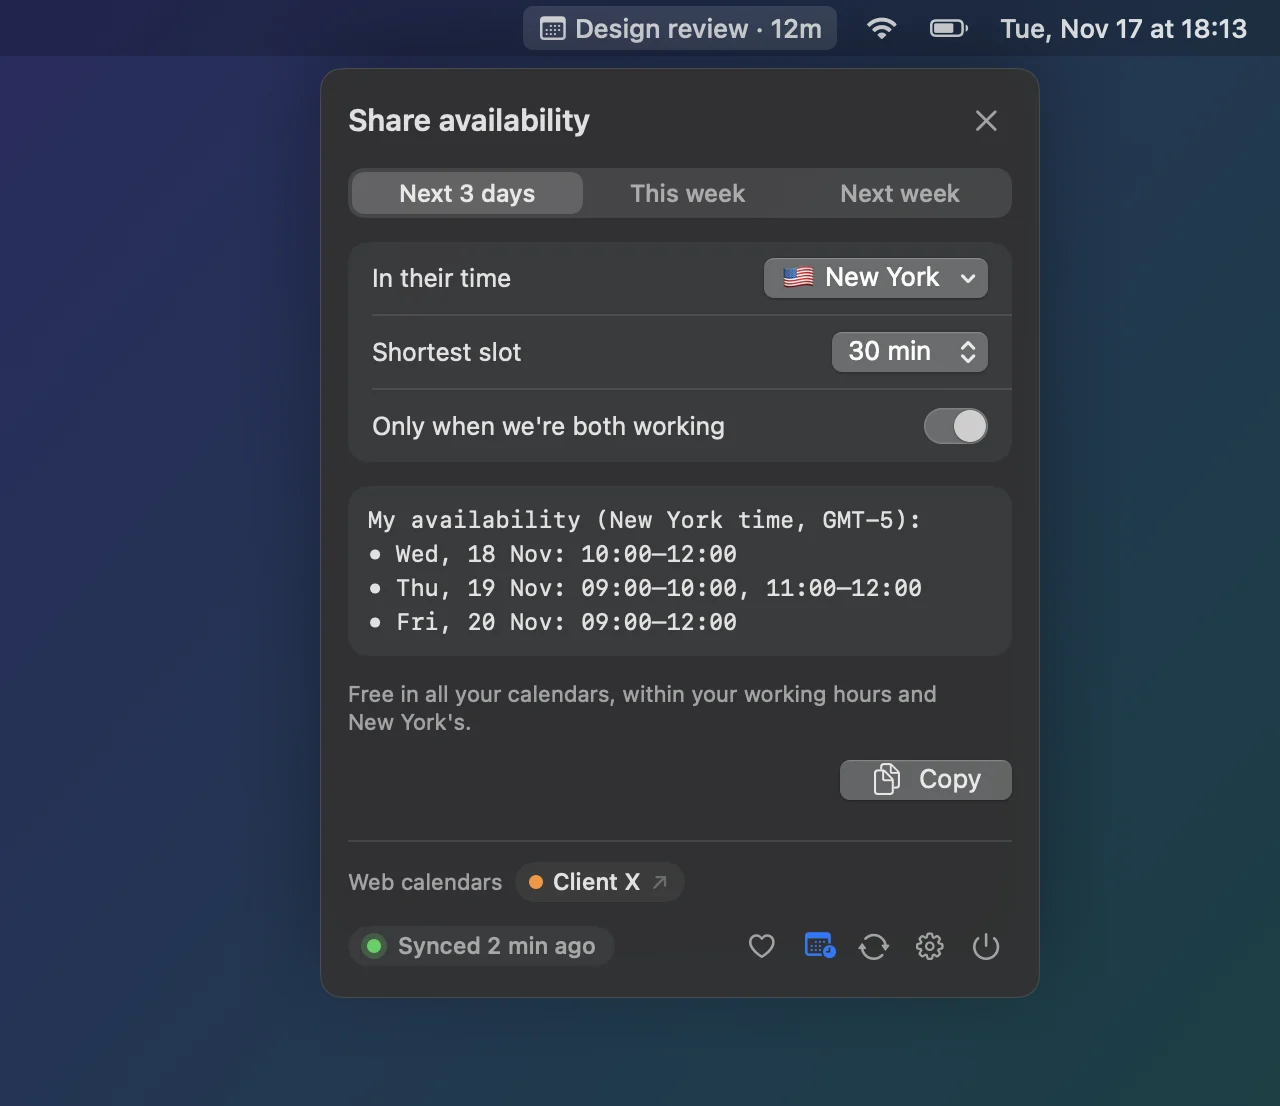 Design review · 12m
Tue, Nov 17 at 18:13
Share availability
Next 3 days
This week
Next week
In their time
New York
Shortest slot
30 min
Only when we're both working
My availability (New York time, GMT-5):
• Wed, 18 Nov: 10:00–12:00
• Thu, 19 Nov: 09:00–10:00, 11:00–12:00
• Fri, 20 Nov: 09:00–12:00
Free in all your calendars, within your working hours and
New York's.
Copy
Web calendars
Client X
Synced 2 min ago